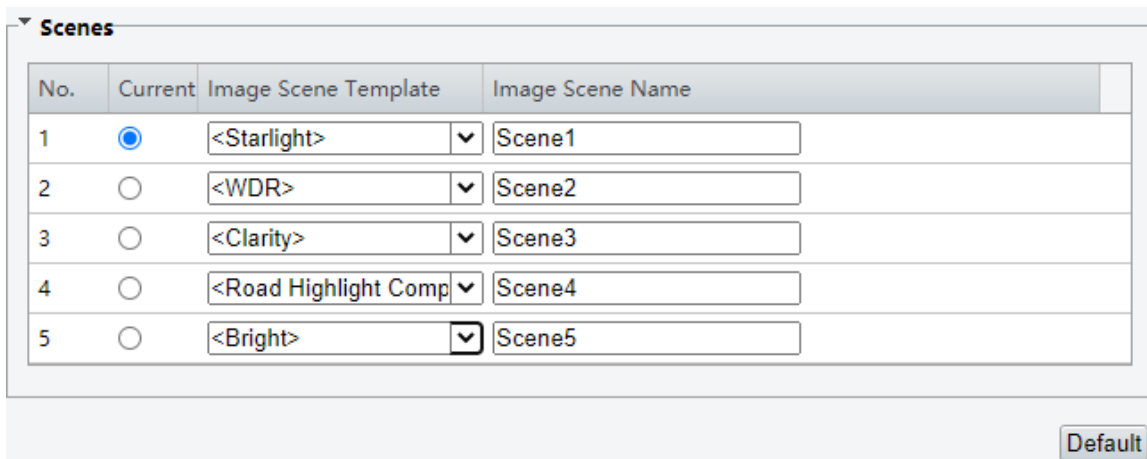 Scenes
No. Current Image Scene Template Image Scene Name
1 <Starlight> Scene1
2 <WDR> Scene2
3 <Clarity> Scene3
4 <Road Highlight Comp Scene4
5 <Bright> Scene5
Default